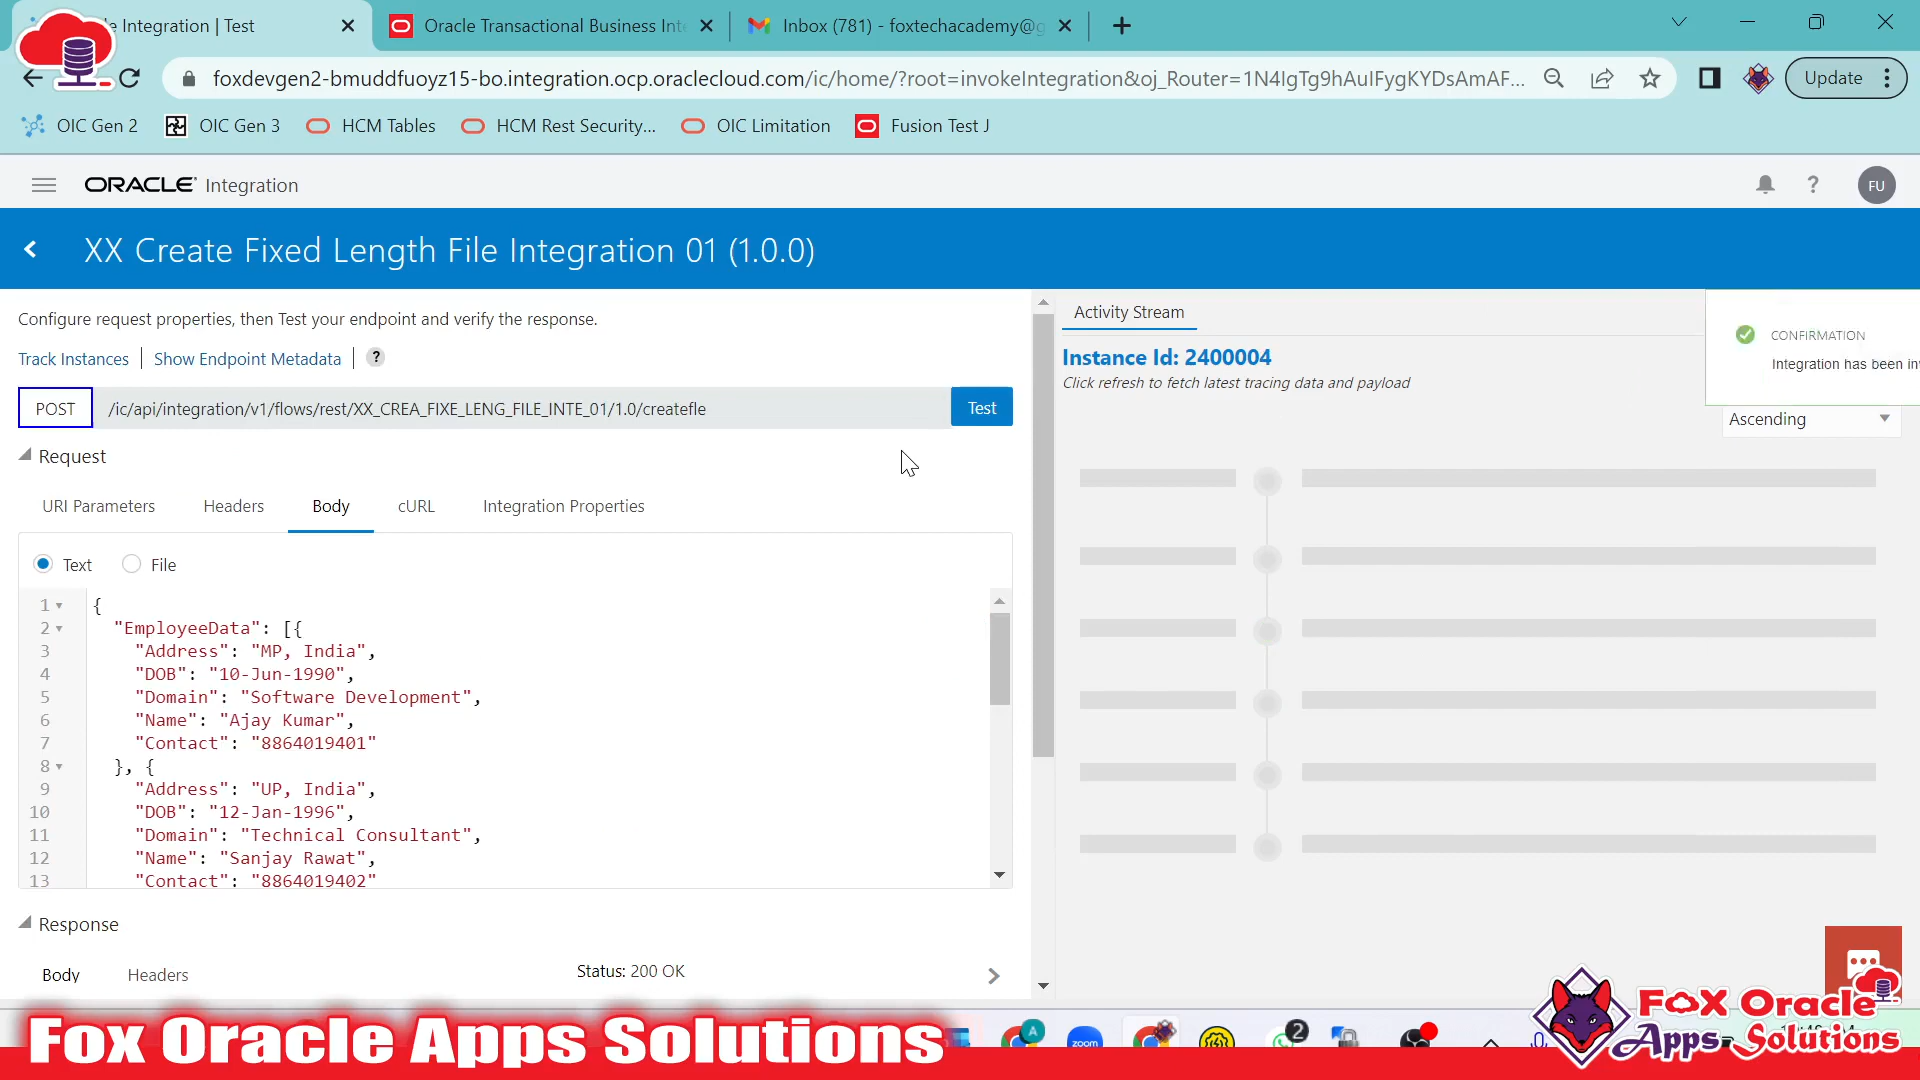 le Integration | Test
Oracle Transactional Business Inte
Inbox (781) - foxtechacademy@g
foxdevgen2-bmuddfuoyz15-bo.integration.ocp.oraclecloud.com/ic/home/?root=invokeIntegration&oj_Router=1N4IgTg9hAuIFygKYDsAmAF...
Update
OIC Gen 2
OIC Gen 3
HCM Tables
HCM Rest Security...
OIC Limitation
Fusion Test J
ORACLE Integration
?
FU
XX Create Fixed Length File Integration 01 (1.0.0)
Configure request properties, then Test your endpoint and verify the response.
Track Instances
Show Endpoint Metadata
?
POST
/ic/api/integration/v1/flows/rest/XX_CREA_FIXE_LENG_FILE_INTE_01/1.0/createfle
Test
Request
URI Parameters
Headers
Body
cURL
Integration Properties
Text
File
1 {
2 "EmployeeData": [{
3 "Address": "MP, India",
4 "DOB": "10-Jun-1990",
5 "Domain": "Software Development",
6 "Name": "Ajay Kumar",
7 "Contact": "8864019401"
8 }, {
9 "Address": "UP, India",
10 "DOB": "12-Jan-1996",
11 "Domain": "Technical Consultant",
12 "Name": "Sanjay Rawat",
13 "Contact": "8864019402"
Response
Body
Headers
Status: 200 OK
Activity Stream
Instance Id: 2400004
Click refresh to fetch latest tracing data and payload
CONFIRMATION
Integration has been in
Ascending
Fox Oracle Apps Solutions
A
zoom
2
Fox Oracle
Apps Solutions